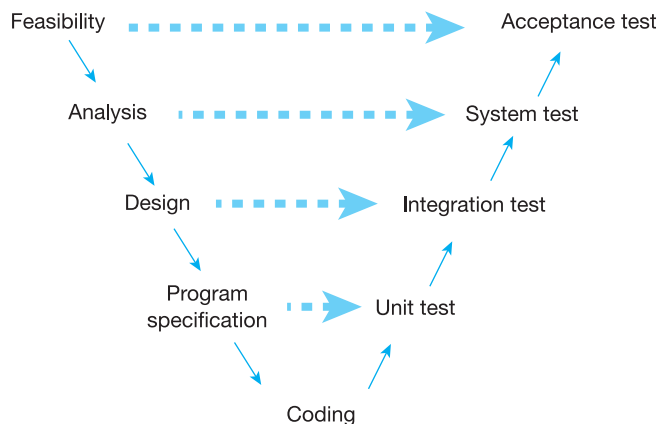 Feasibility
Acceptance test
Analysis
System test
Design
Integration test
Program
specification
Unit test
Coding